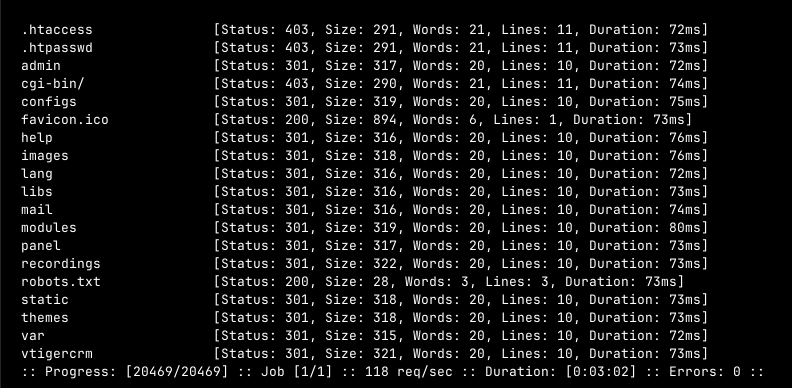 .htaccess [Status: 403, Size: 291, Words: 21, Lines: 11, Duration: 72ms]
.htpasswd [Status: 403, Size: 291, Words: 21, Lines: 11, Duration: 73ms]
admin [Status: 301, Size: 317, Words: 20, Lines: 10, Duration: 72ms]
cgi-bin/ [Status: 403, Size: 290, Words: 21, Lines: 11, Duration: 74ms]
configs [Status: 301, Size: 319, Words: 20, Lines: 10, Duration: 75ms]
favicon.ico [Status: 200, Size: 894, Words: 6, Lines: 1, Duration: 73ms]
help [Status: 301, Size: 316, Words: 20, Lines: 10, Duration: 76ms]
images [Status: 301, Size: 318, Words: 20, Lines: 10, Duration: 76ms]
lang [Status: 301, Size: 316, Words: 20, Lines: 10, Duration: 72ms]
libs [Status: 301, Size: 316, Words: 20, Lines: 10, Duration: 73ms]
mail [Status: 301, Size: 316, Words: 20, Lines: 10, Duration: 74ms]
modules [Status: 301, Size: 319, Words: 20, Lines: 10, Duration: 80ms]
panel [Status: 301, Size: 317, Words: 20, Lines: 10, Duration: 73ms]
recordings [Status: 301, Size: 322, Words: 20, Lines: 10, Duration: 73ms]
robots.txt [Status: 200, Size: 28, Words: 3, Lines: 3, Duration: 73ms]
static [Status: 301, Size: 318, Words: 20, Lines: 10, Duration: 73ms]
themes [Status: 301, Size: 318, Words: 20, Lines: 10, Duration: 73ms]
var [Status: 301, Size: 315, Words: 20, Lines: 10, Duration: 72ms]
vtigercrm [Status: 301, Size: 321, Words: 20, Lines: 10, Duration: 73ms]
:: Progress: [20469/20469] :: Job [1/1] :: 118 req/sec :: Duration: [0:03:02] :: Errors: 0 ::